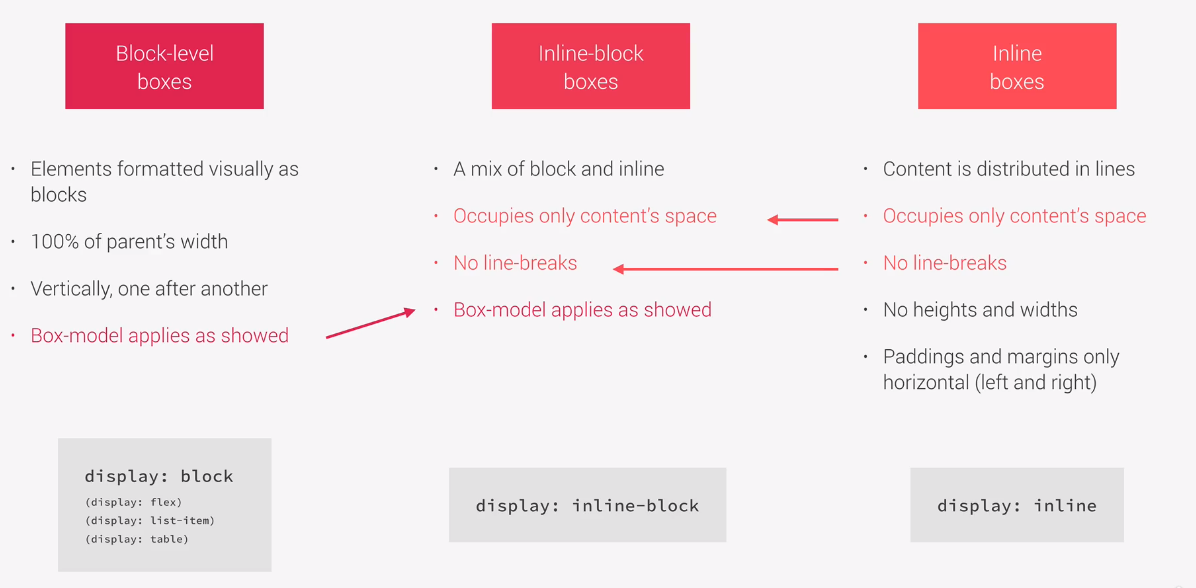 Block-level
boxes
• Elements formatted visually as
blocks
• 100% of parent's width
• Vertically, one after another
• Box-model applies as showed
display: block
(display: flex)
(display: list-item)
(display: table)
Inline-block
boxes
• A mix of block and inline
• Occupies only content's space
• No line-breaks
• Box-model applies as showed
display: inline-block
Inline
boxes
• Content is distributed in lines
• Occupies only content's space
• No line-breaks
• No heights and widths
• Paddings and margins only
horizontal (left and right)
display: inline